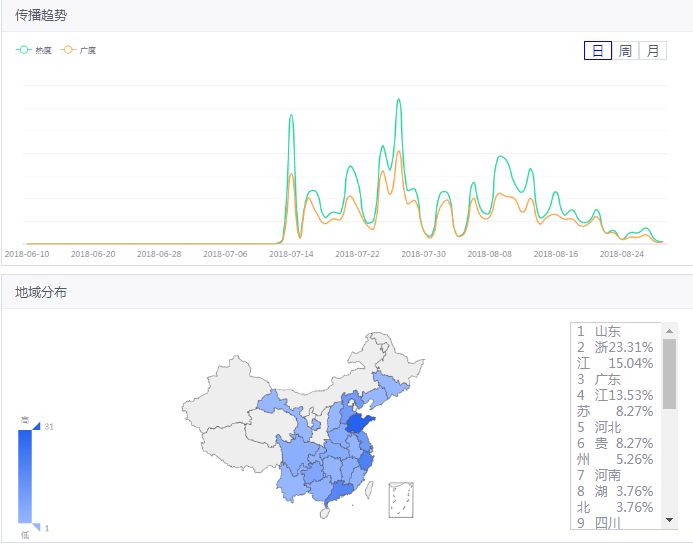 传播趋势
热度 广度
日 周 月
2018-06-10 2018-06-20 2018-06-28 2018-07-06 2018-07-14 2018-07-22 2018-07-30 2018-08-08 2018-08-16 2018-08-24
地域分布
高
31
1
低
1 山东
2 浙23.31%
江 15.04%
3 广东
4 江13.53%
苏 8.27%
5 河北
6 贵 8.27%
州 5.26%
7 河南
8 湖 3.76%
北 3.76%
9 四川